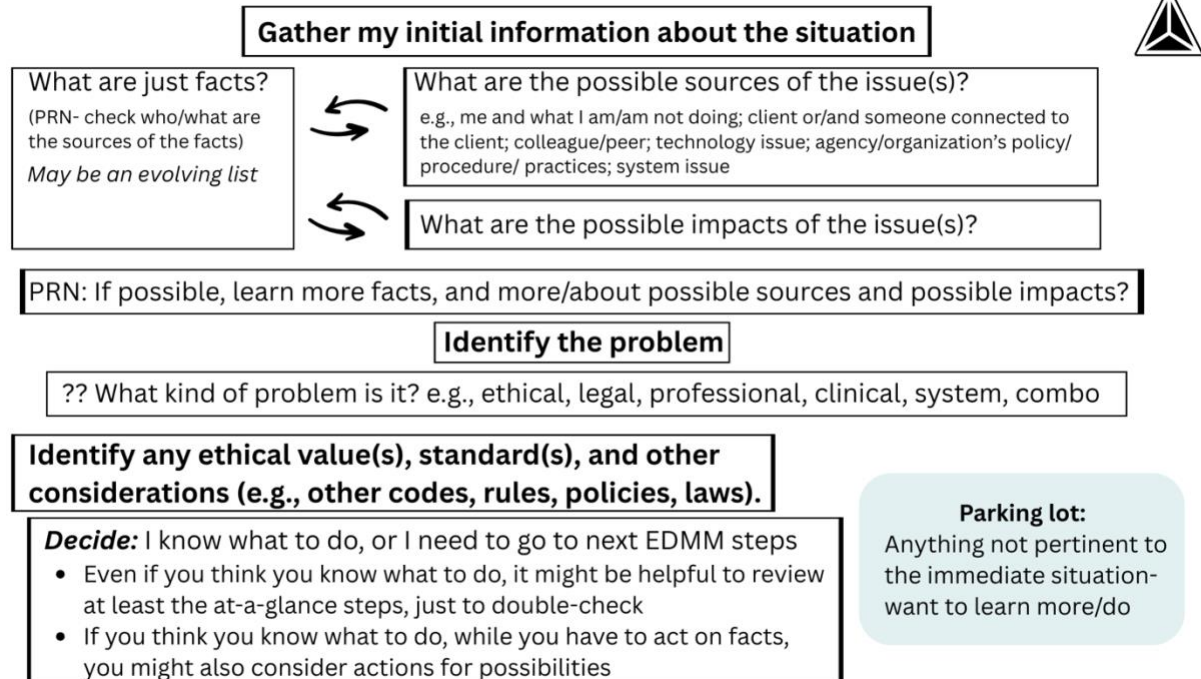 Gather my initial information about the situation
What are just facts?
(PRN- check who/what are
the sources of the facts)
May be an evolving list
What are the possible sources of the issue(s)?
e.g., me and what I am/am not doing; client or/and someone connected to
the client; colleague/peer; technology issue; agency/organization’s policy/
procedure/ practices; system issue
What are the possible impacts of the issue(s)?
PRN: If possible, learn more facts, and more/about possible sources and possible impacts?
Identify the problem
?? What kind of problem is it? e.g., ethical, legal, professional, clinical, system, combo
Identify any ethical value(s), standard(s), and other
considerations (e.g., other codes, rules, policies, laws).
Decide: I know what to do, or I need to go to next EDMM steps
• Even if you think you know what to do, it might be helpful to review
at least the at-a-glance steps, just to double-check
• If you think you know what to do, while you have to act on facts,
you might also consider actions for possibilities
Parking lot:
Anything not pertinent to
the immediate situation-
want to learn more/do